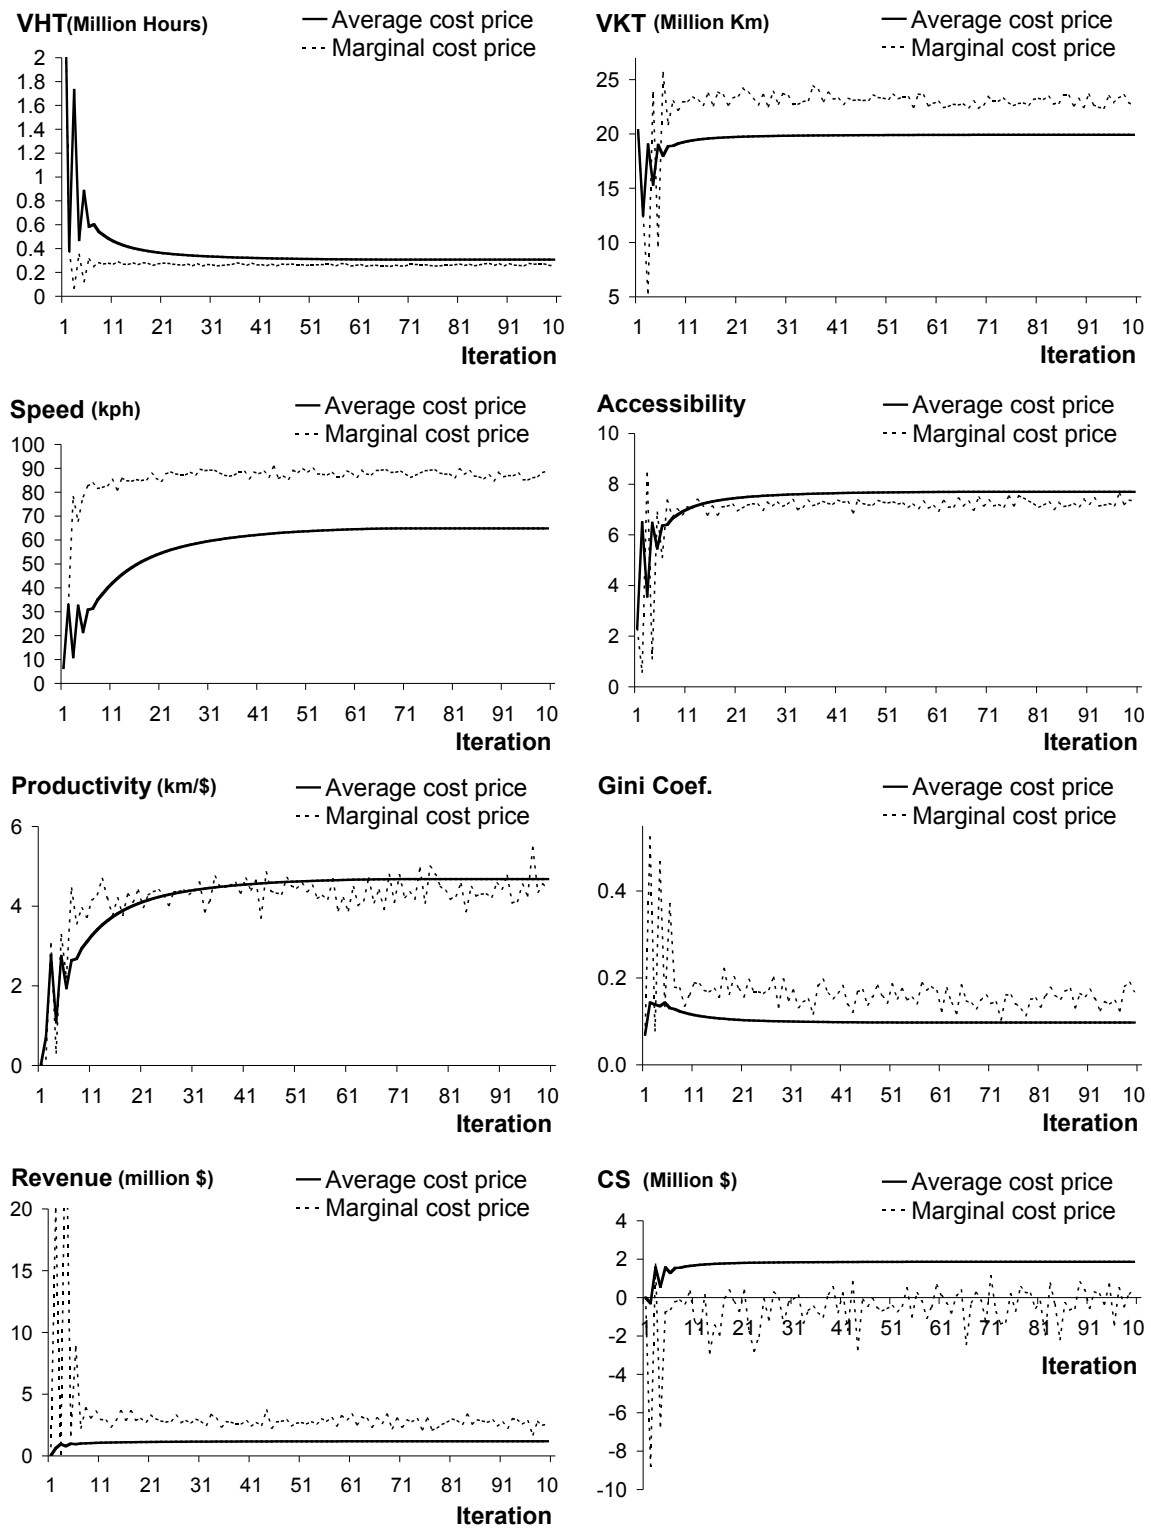 VHT(Million Hours)
Average cost price
Marginal cost price
2
1.8
1.6
1.4
1.2
1
0.8
0.6
0.4
0.2
0
1 11 21 31 41 51 61 71 81 91 10
Iteration
VKT (Million Km)
Average cost price
Marginal cost price
25
20
15
10
5
1 11 21 31 41 51 61 71 81 91 10
Iteration
Speed (kph)
Average cost price
Marginal cost price
100
90
80
70
60
50
40
30
20
10
0
1 11 21 31 41 51 61 71 81 91 10
Iteration
Accessibility
Average cost price
Marginal cost price
10
8
6
4
2
0
1 11 21 31 41 51 61 71 81 91 10
Iteration
Productivity (km/$)
Average cost price
Marginal cost price
6
4
2
0
1 11 21 31 41 51 61 71 81 91 10
Iteration
Gini Coef.
Average cost price
Marginal cost price
0.4
0.2
0.0
1 11 21 31 41 51 61 71 81 91 10
Iteration
Revenue (million $)
Average cost price
Marginal cost price
20
15
10
5
0
1 11 21 31 41 51 61 71 81 91 10
Iteration
CS (Million $)
Average cost price
Marginal cost price
4
2
0
-2
-4
-6
-8
-10
1 11 21 31 41 51 61 71 81 91 10
Iteration